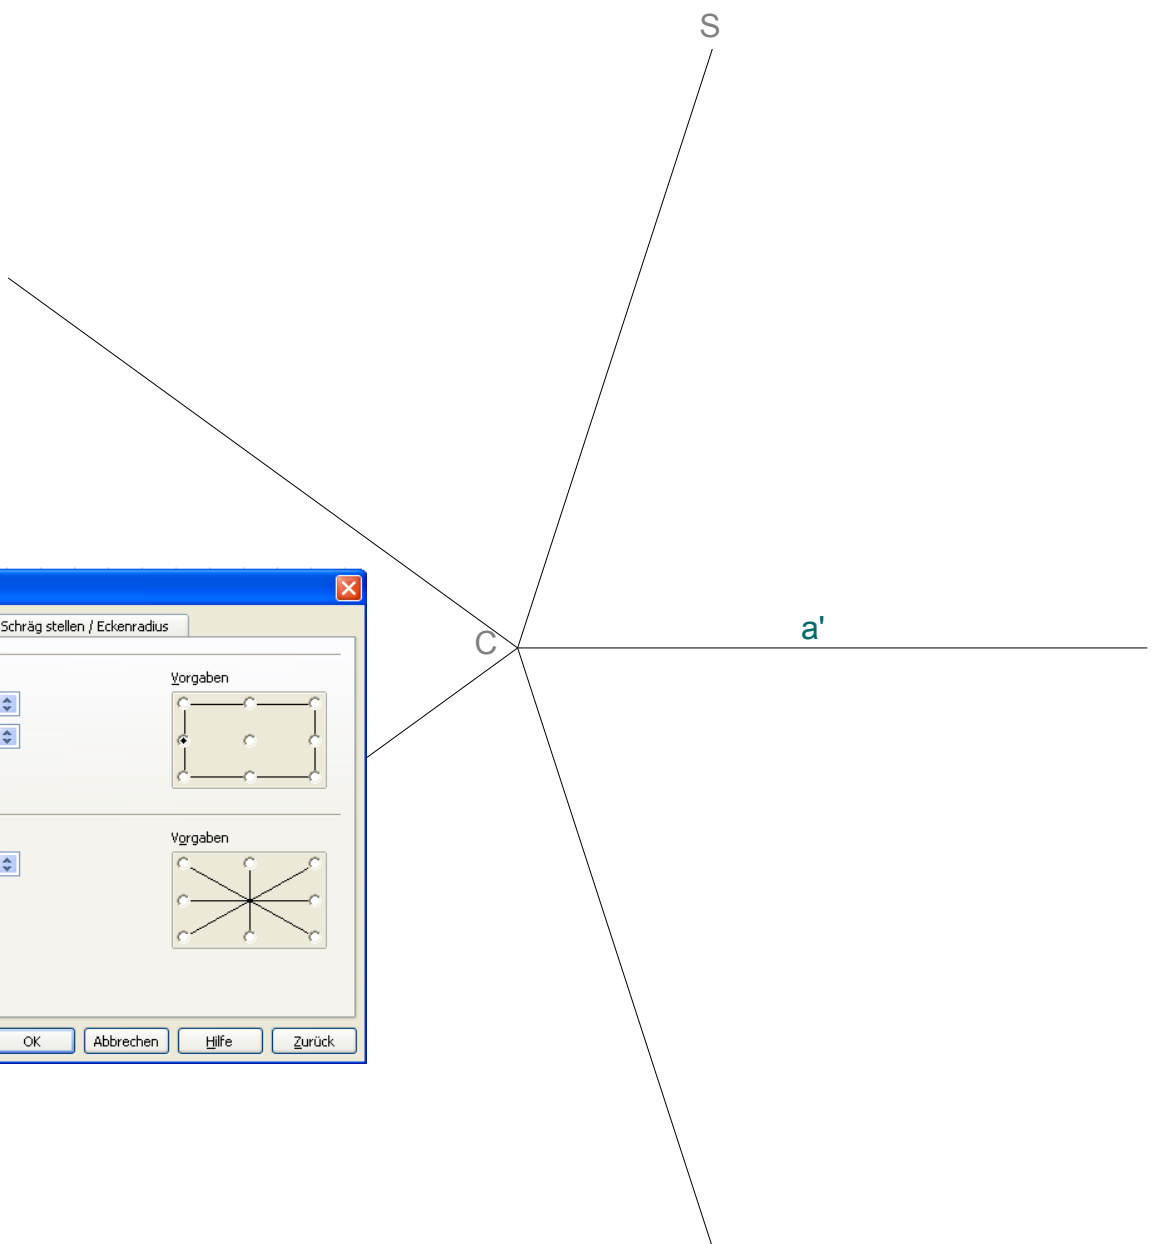 S
a'
C
Schräg stellen / Eckenradius
Vorgaben
Vorgaben
OK Abbrechen Hilfe Zurück